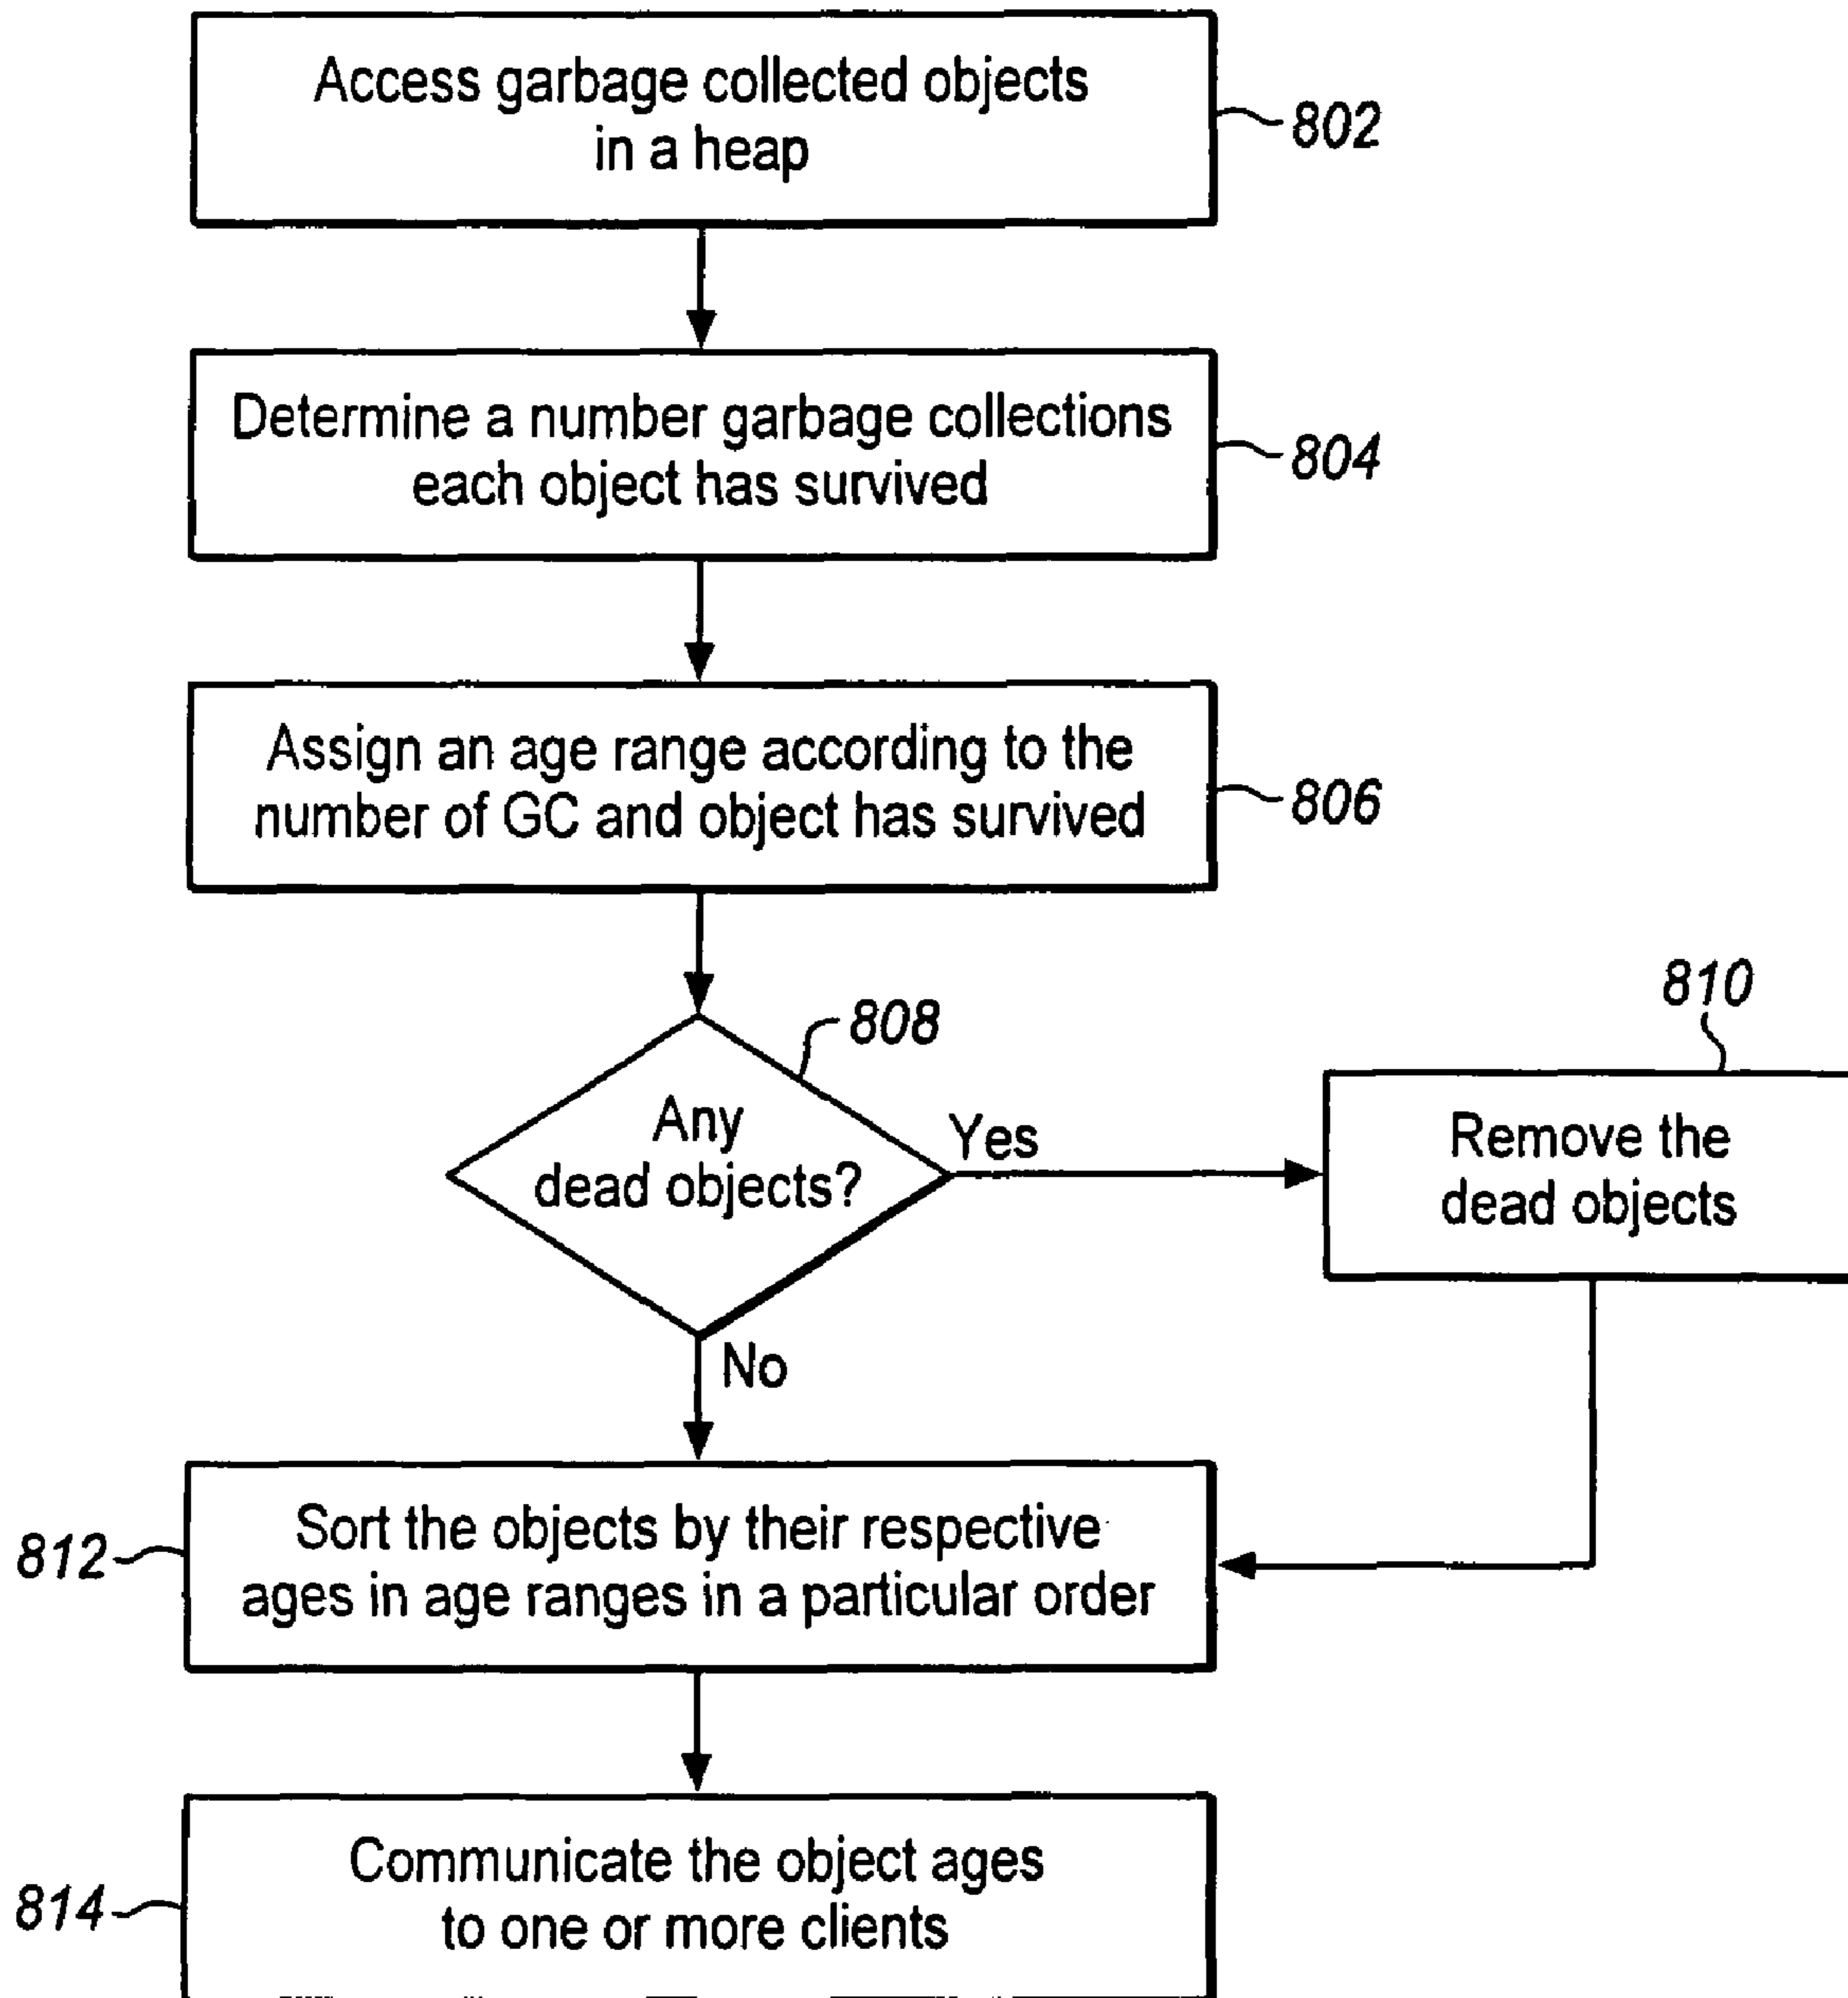 Access garbage collected objects
in a heap
802
Determine a number garbage collections
each object has survived
804
Assign an age range according to the
number of GC and object has survived
806
808
Any
dead objects?
Yes
No
810
Remove the
dead objects
812
Sort the objects by their respective
ages in age ranges in a particular order
814
Communicate the object ages
to one or more clients